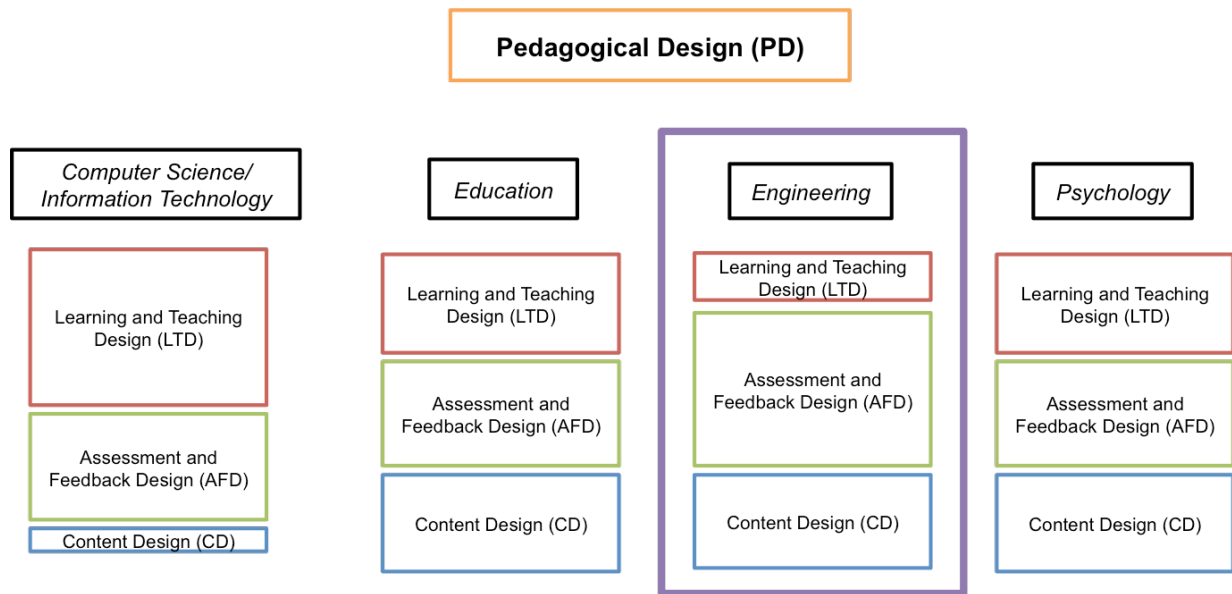 Pedagogical Design (PD)
Computer Science/
Information Technology
Education
Engineering
Psychology
Learning and Teaching
Design (LTD)
Assessment and
Feedback Design (AFD)
Content Design (CD)
Learning and Teaching
Design (LTD)
Assessment and
Feedback Design (AFD)
Content Design (CD)
Learning and Teaching
Design (LTD)
Assessment and
Feedback Design (AFD)
Content Design (CD)
Learning and Teaching
Design (LTD)
Assessment and
Feedback Design (AFD)
Content Design (CD)